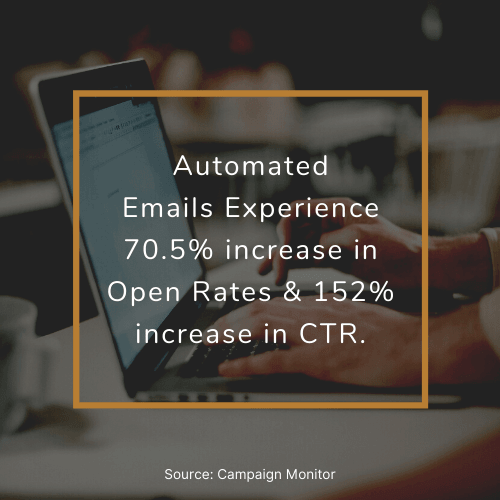 Automated
Emails Experience
70.5% increase in
Open Rates & 152%
increase in CTR.
Source: Campaign Monitor